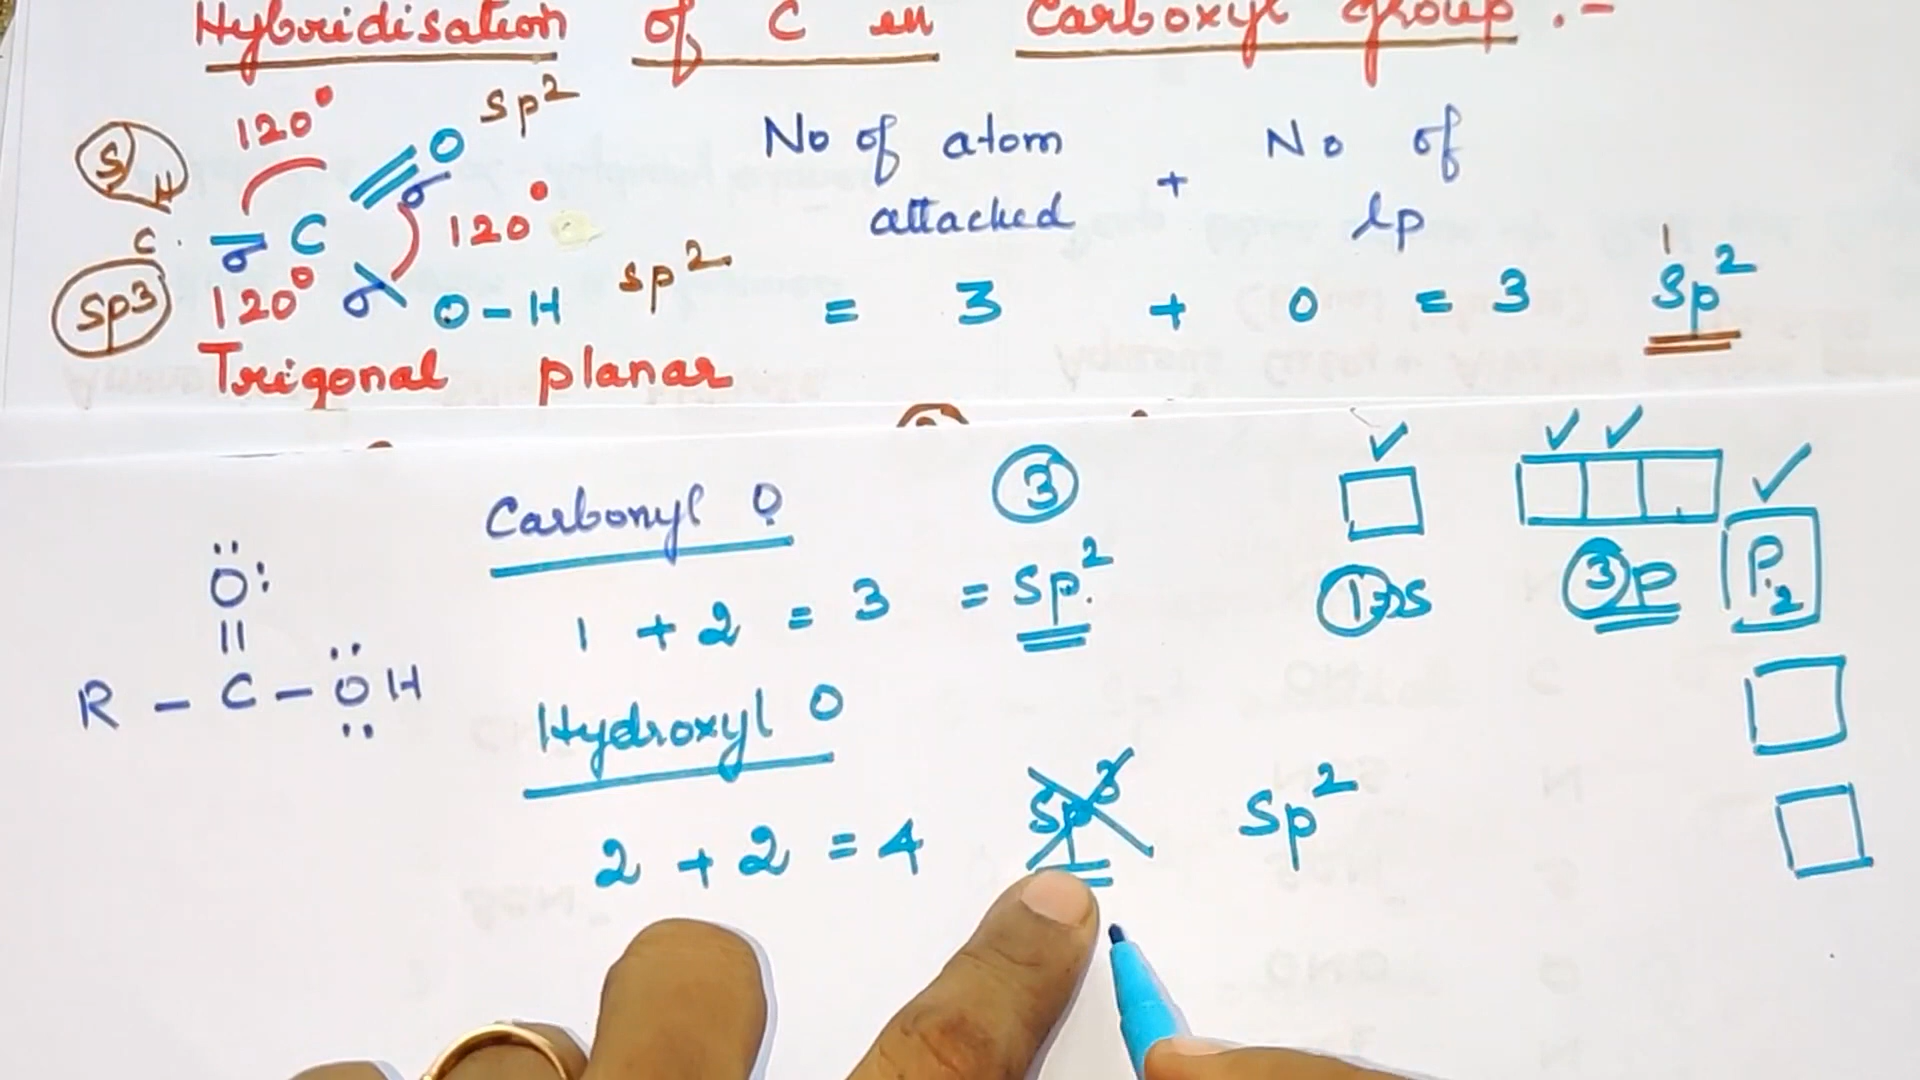 Hybridisation of C in Carboxyl group :-
120° O sp²
S/H
C. σ C σ 120°
sp3 120° σ O-H sp²
Trigonal planar
No of atom attached + No of lp
= 3 + 0 = 3 sp²
Carbonyl O
1 + 2 = 3 = sp²
③
① 2s ③ p P₂
Ö:
||
R - C - ÖH
Hydroxyl O
2 + 2 = 4 sp³ sp²